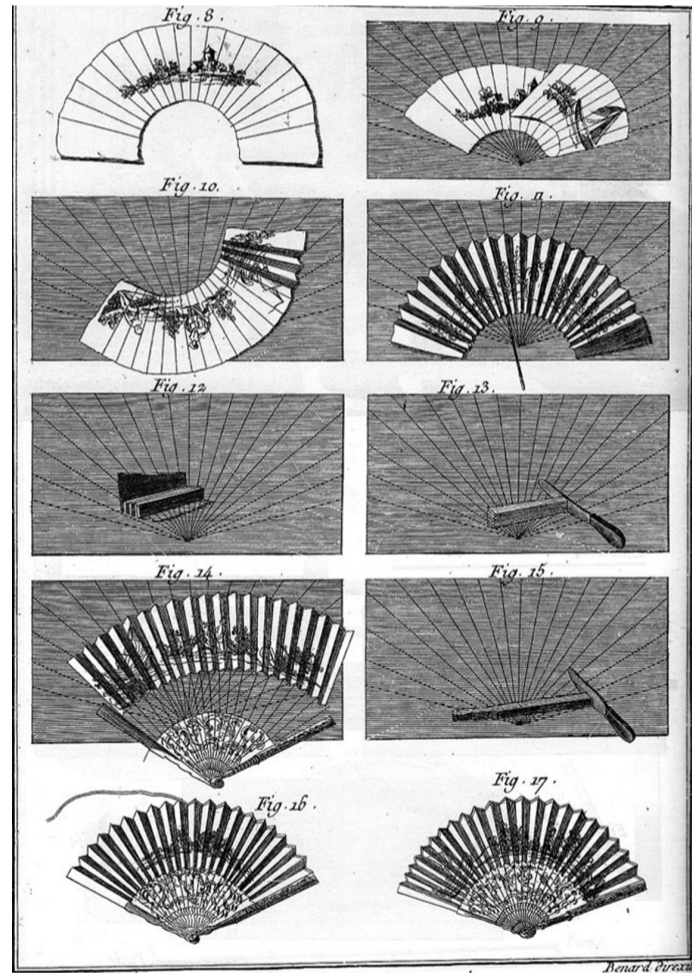 Fig. 8.
Fig. 9.
Fig. 10.
Fig. 11.
Fig. 12
Fig. 13.
Fig. 14
Fig. 15.
Fig. 16.
Fig. 17.
Benard direxit